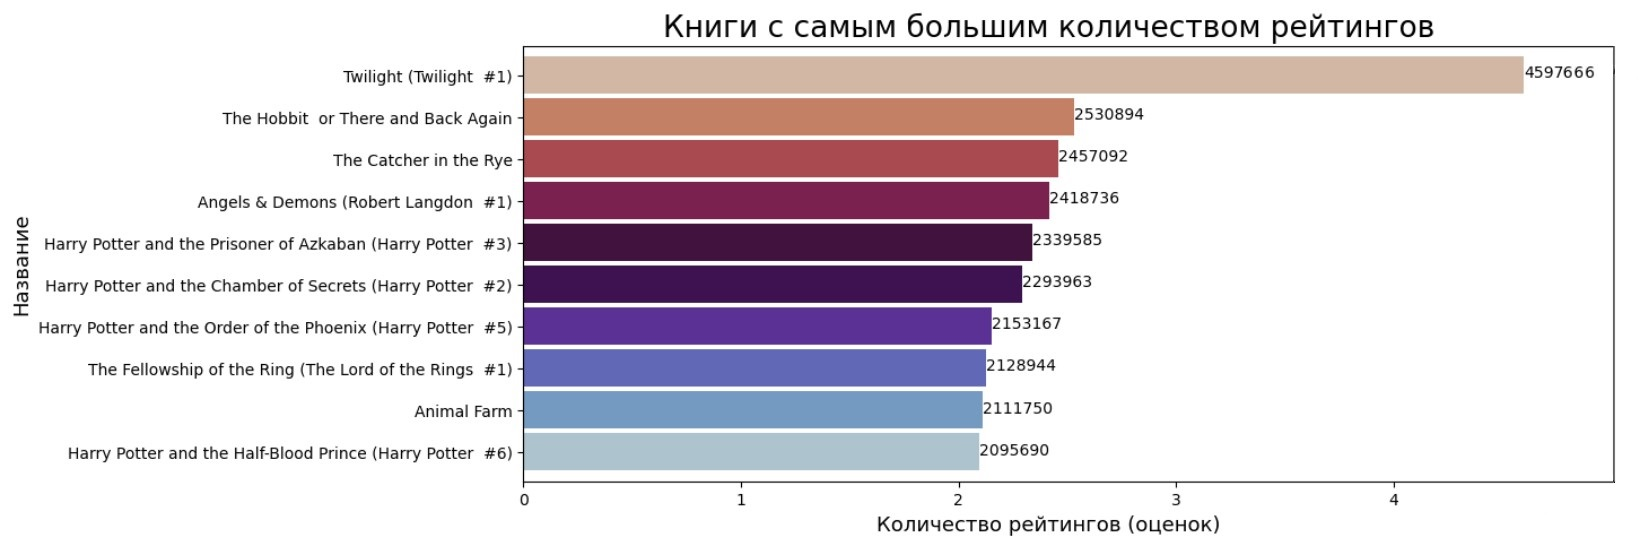 Книги с самым большим количеством рейтингов
Название
Twilight (Twilight  #1) 4597666
The Hobbit  or There and Back Again 2530894
The Catcher in the Rye 2457092
Angels & Demons (Robert Langdon  #1) 2418736
Harry Potter and the Prisoner of Azkaban (Harry Potter  #3) 2339585
Harry Potter and the Chamber of Secrets (Harry Potter  #2) 2293963
Harry Potter and the Order of the Phoenix (Harry Potter  #5) 2153167
The Fellowship of the Ring (The Lord of the Rings  #1) 2128944
Animal Farm 2111750
Harry Potter and the Half-Blood Prince (Harry Potter  #6) 2095690
0 1 2 3 4
Количество рейтингов (оценок)